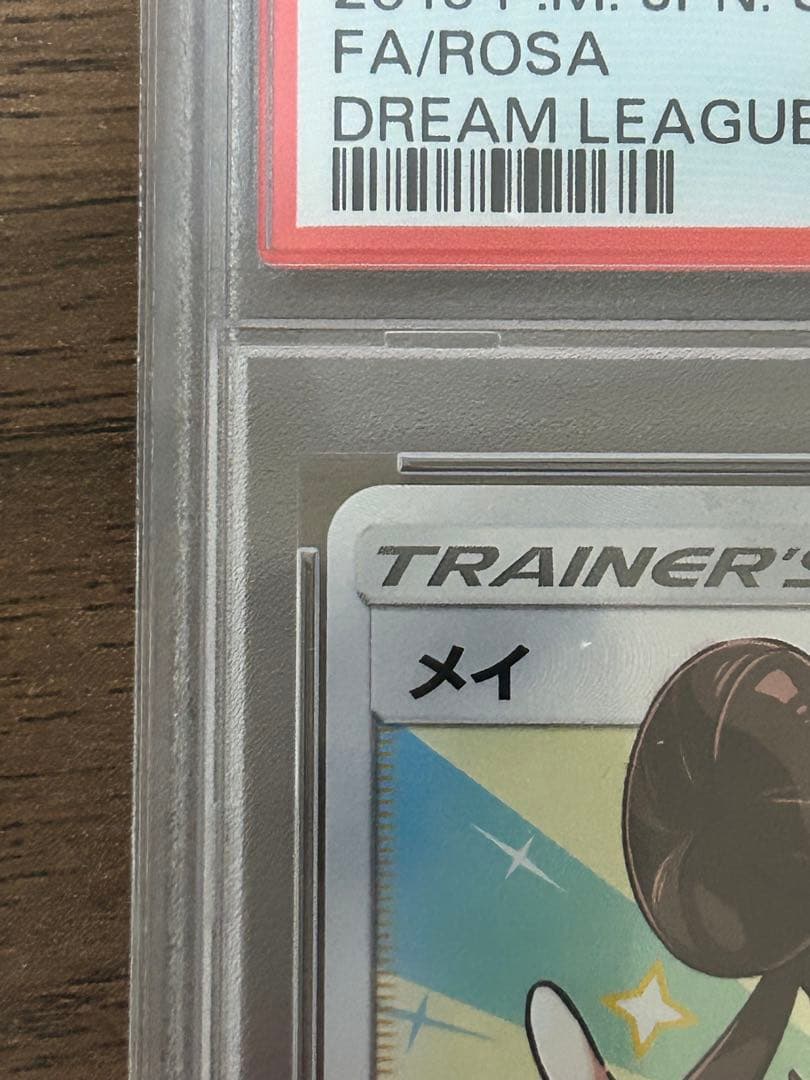 FA/ROSA
DREAM LEAGUE
TRAINER'S
メイ